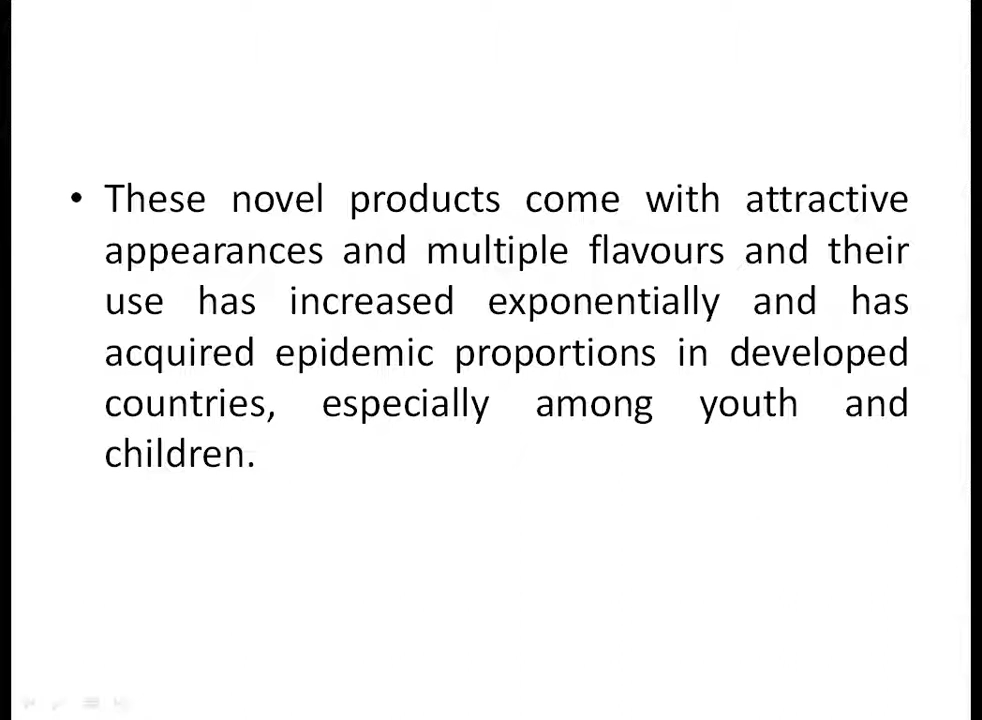 • These novel products come with attractive
appearances and multiple flavours and their
use has increased exponentially and has
acquired epidemic proportions in developed
countries, especially among youth and
children.